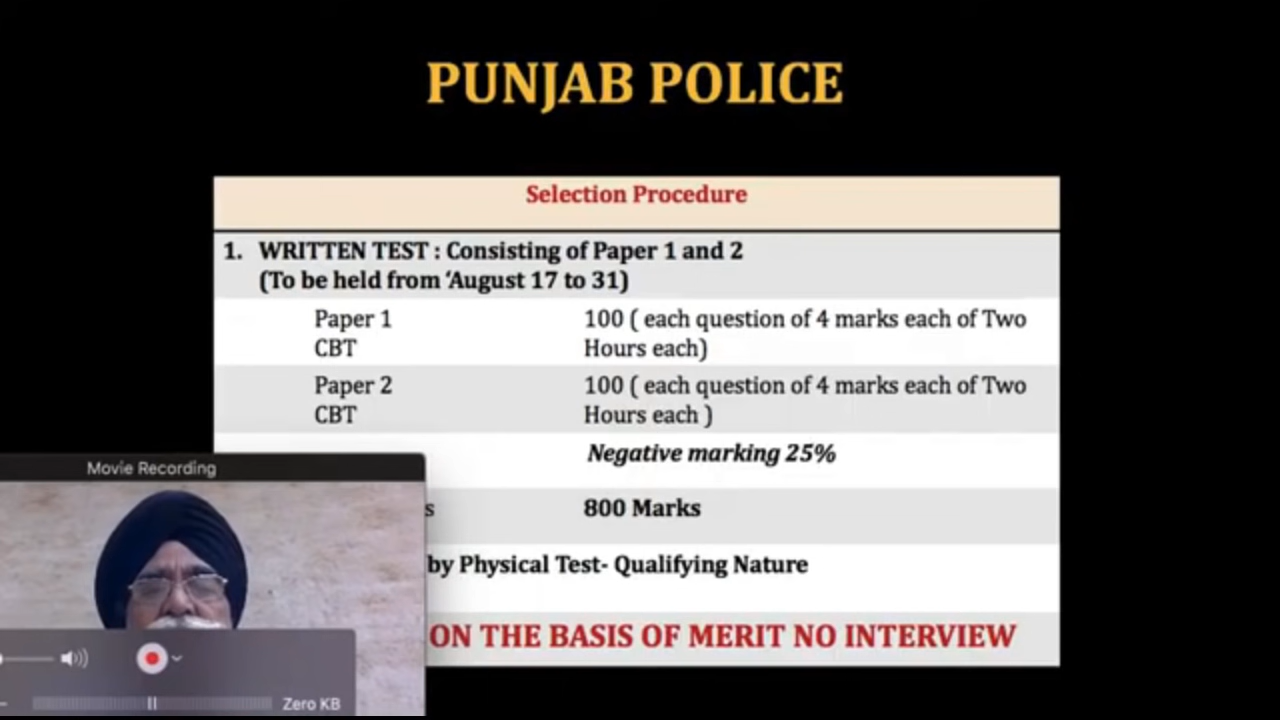 PUNJAB POLICE
Selection Procedure
1. WRITTEN TEST : Consisting of Paper 1 and 2
(To be held from ‘August 17 to 31)
Paper 1
CBT
100 ( each question of 4 marks each of Two
Hours each)
Paper 2
CBT
100 ( each question of 4 marks each of Two
Hours each )
Negative marking 25%
s
800 Marks
by Physical Test- Qualifying Nature
ON THE BASIS OF MERIT NO INTERVIEW
Movie Recording
Zero KB